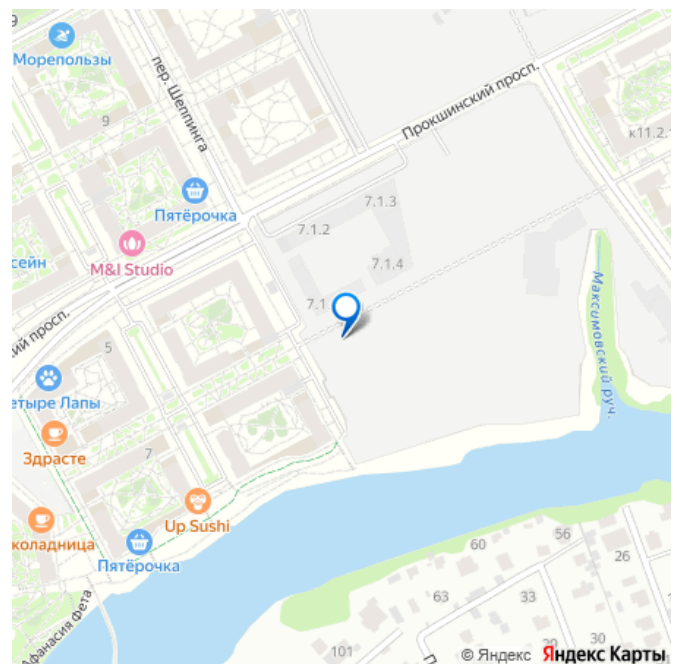 9
Морепользы
пер. Шеппинга
9
Прокшинский просп.
к11.2.1
Пятёрочка
7.1.3
7.1.2
M&I Studio
7.1.4
сейн
7.1
Максимовский руч.
ий просп.
5
етыре Лапы
Здрасте
7
Up Sushi
коладница
Пятёрочка
56
60
26
Афанасия Фета
63
33
30
29
101
П
© Яндекс Яндекс Карты